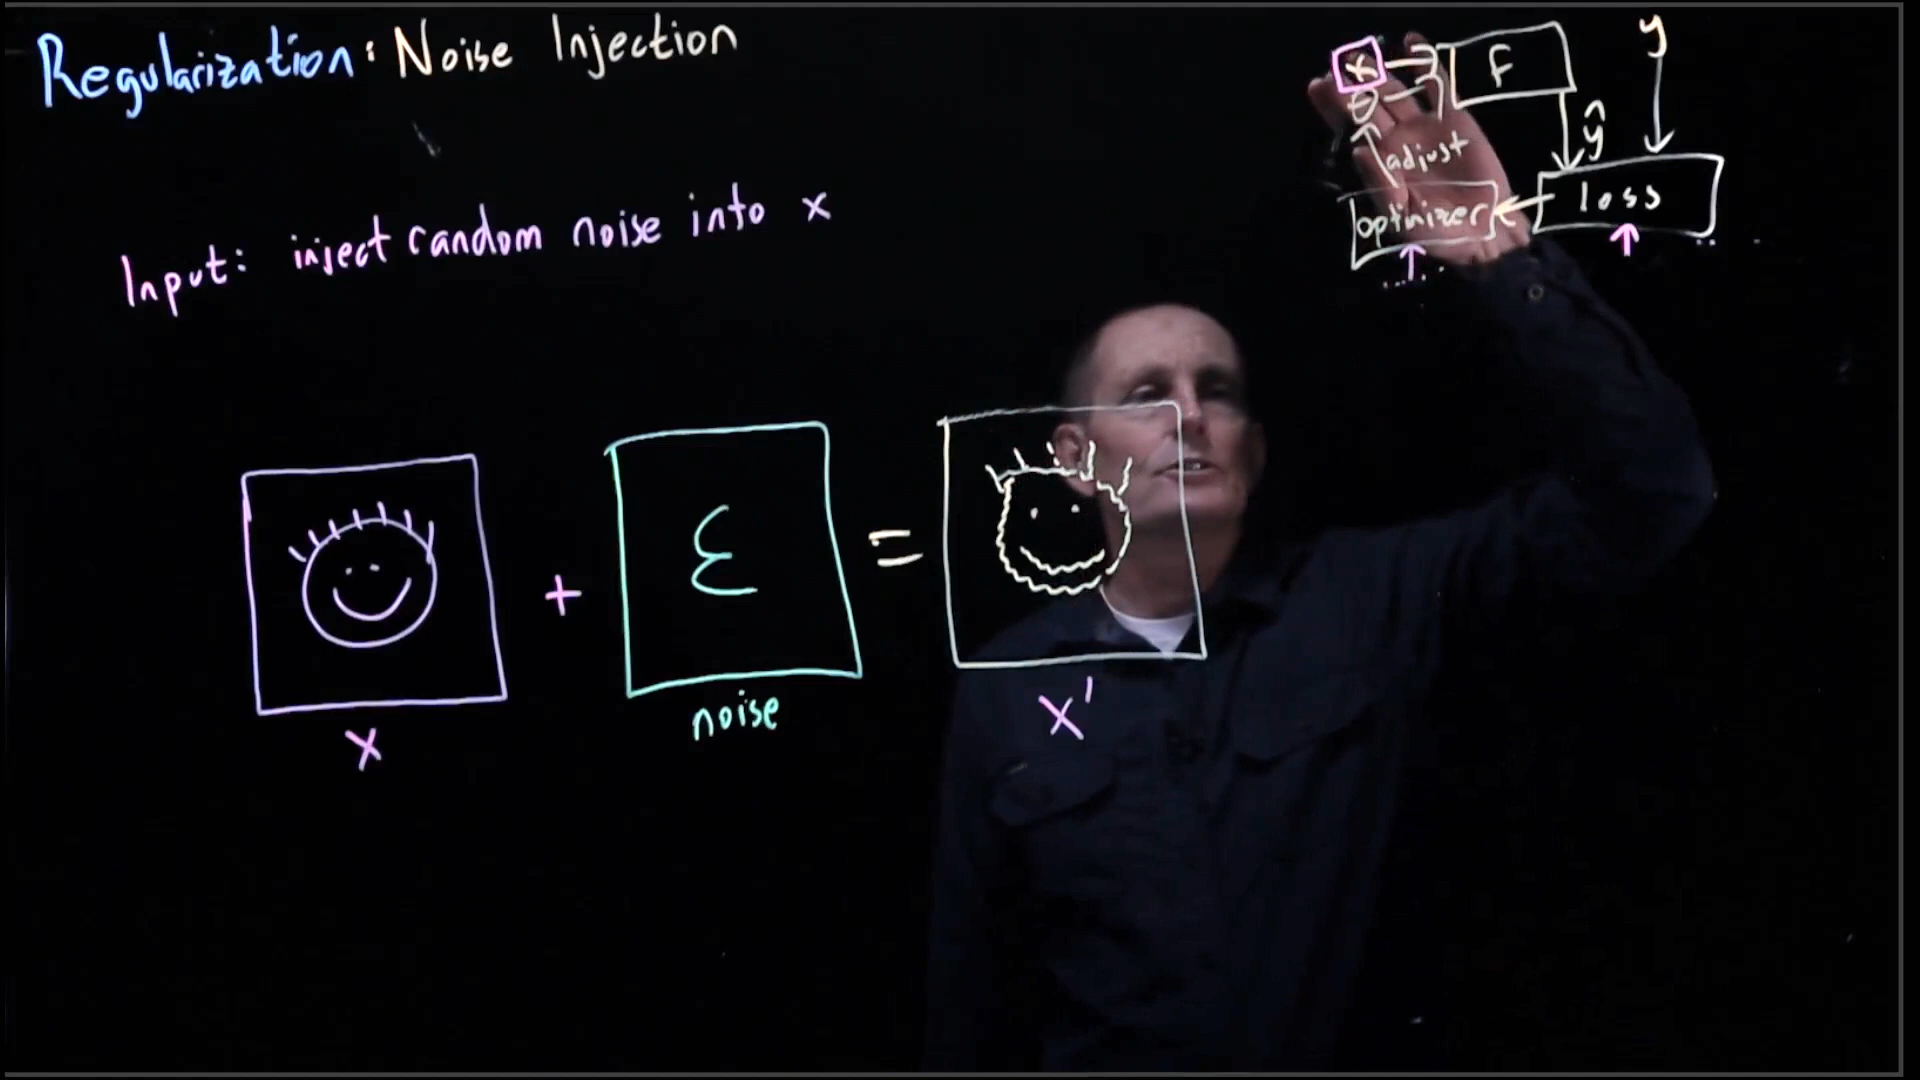 Regularization: Noise Injection
x F y
θ
ŷ
adjust
optimizer loss
Input: inject random noise into x
+ ε =
x noise x'